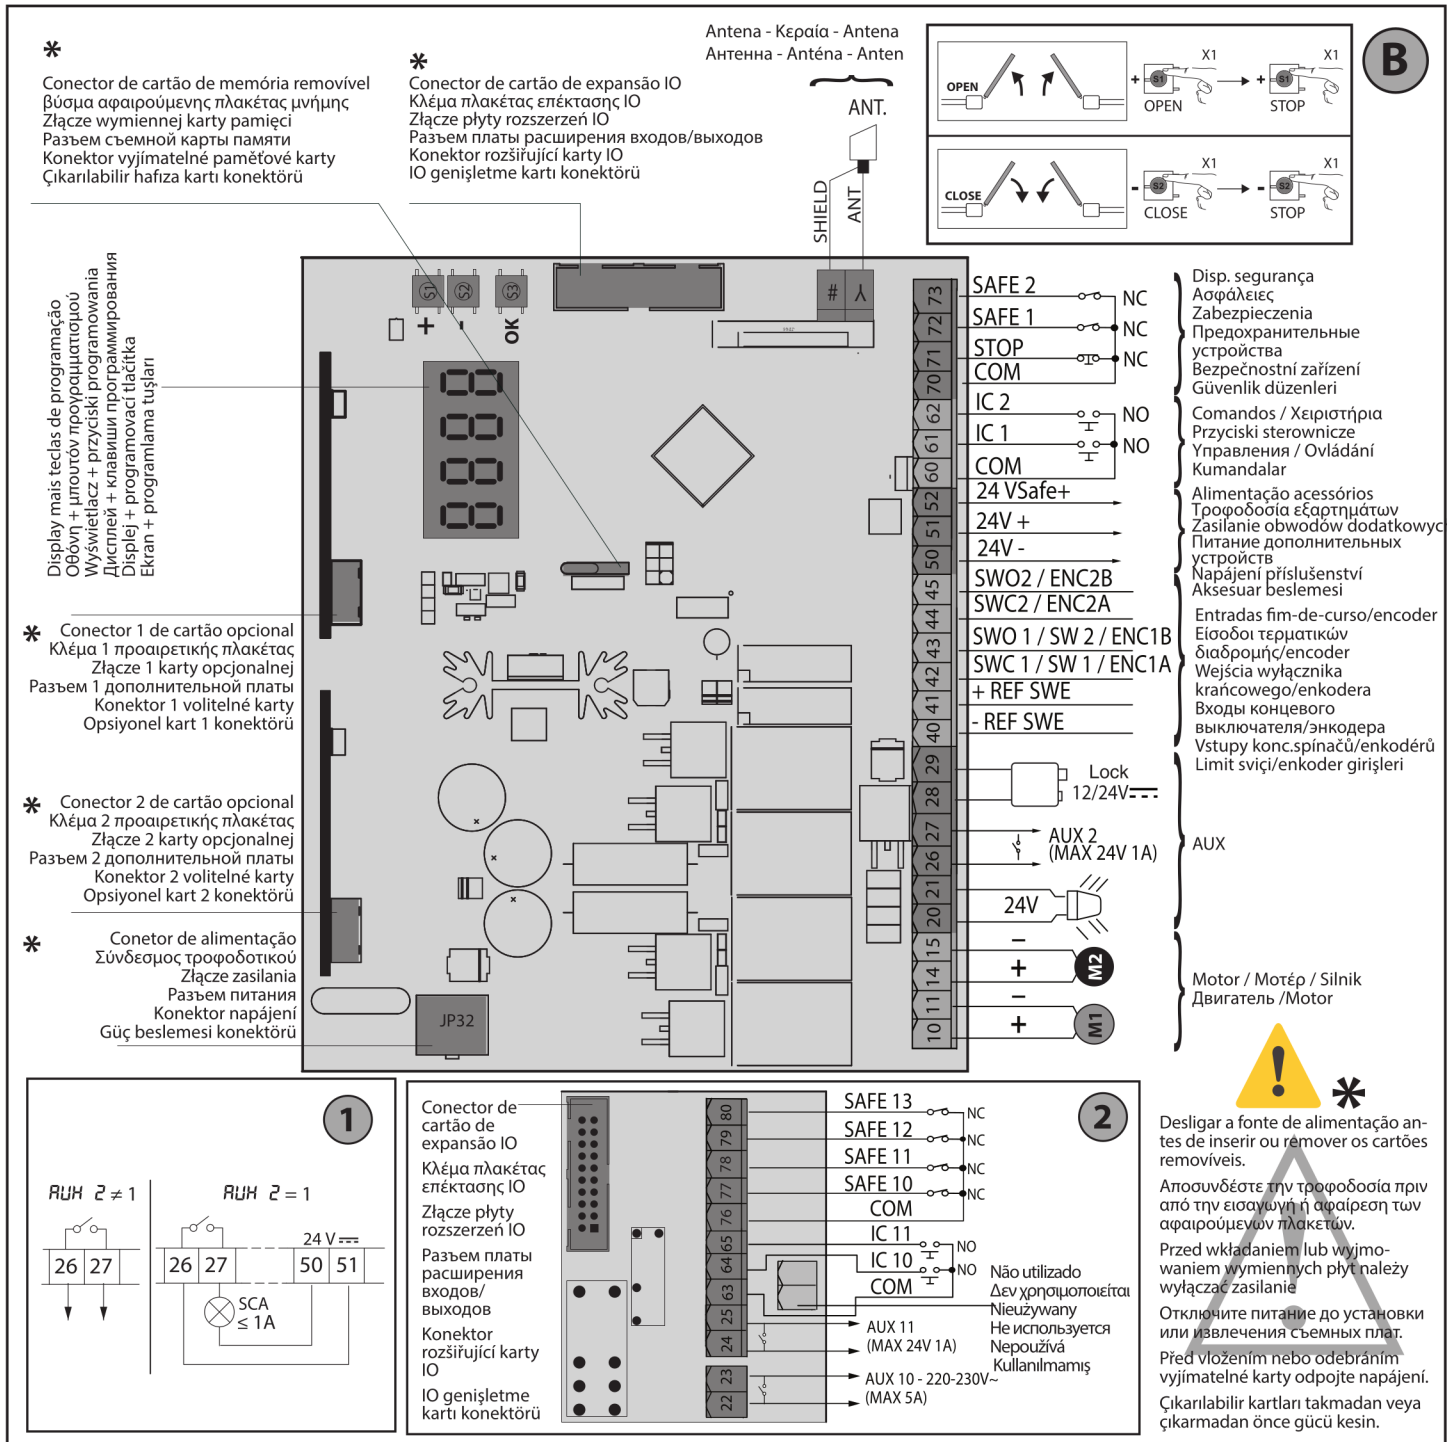 Antena - Κεραία - Antena
Антенна - Anténa - Anten
ANT.
SHIELD
ANT
*
Conector de cartão de memória removível
βύσμα αφαιρούμενης πλακέτας μνήμης
Złącze wymiennej karty pamięci
Разъем съемной карты памяти
Konektor vyjímatelné paměťové karty
Çıkarılabilir hafıza kartı konektörü
*
Conector de cartão de expansão IO
Κλέμα πλακέτας επέκτασης IO
Złącze płyty rozszerzeń IO
Разъем платы расширения входов/выходов
Konektor rozšiřující karty IO
IO genişletme kartı konektörü
B
OPEN
+ S1 X1
OPEN
+ S1 X1
STOP
CLOSE
- S2 X1
CLOSE
- S2 X1
STOP
Display mais teclas de programação
Οθόνη + μπουτόν προγραμματισμού
Wyświetlacz + przyciski programowania
Дисплей + клавиши программирования
Displej + programovací tlačítka
Ekran + programlama tuşları
S1 S2 S3
+ - OK
# Y
73 SAFE 2 NC
72 SAFE 1 NC
71 STOP NC
70 COM
62 IC 2 NO
61 IC 1 NO
60 COM
52 24 VSafe+
51 24V +
50 24V -
45 SWO2 / ENC2B
44 SWC2 / ENC2A
43 SWO 1 / SW 2 / ENC1B
42 SWC 1 / SW 1 / ENC1A
41 + REF SWE
40 - REF SWE
29 Lock
28 12/24V
27 AUX 2
26 (MAX 24V 1A)
21
20 24V
15 −
14 + M2
11 −
10 + M1
Disp. segurança
Ασφάλειες
Zabezpieczenia
Предохранительные
устройства
Bezpečnostní zařízení
Güvenlik düzenleri
Comandos / Χειριστήρια
Przyciski sterownicze
Управления / Ovládání
Kumandalar
Alimentação acessórios
Τροφοδοσία εξαρτημάτων
Zasilanie obwodów dodatkowyc
Питание дополнительных
устройств
Napájení příslušenství
Aksesuar beslemesi
Entradas fim-de-curso/encoder
Είσοδοι τερματικών
διαδρομής/encoder
Wejścia wyłącznika
krańcowego/enkodera
Входы концевого
выключателя/энкодера
Vstupy konc.spínačů/enkodérů
Limit sviçi/enkoder girişleri
AUX
Motor / Μοτέρ / Silnik
Двигатель /Motor
* Conector 1 de cartão opcional
Κλέμα 1 προαιρετικής πλακέτας
Złącze 1 karty opcjonalnej
Разъем 1 дополнительной платы
Konektor 1 volitelné karty
Opsiyonel kart 1 konektörü
* Conector 2 de cartão opcional
Κλέμα 2 προαιρετικής πλακέτας
Złącze 2 karty opcjonalnej
Разъем 2 дополнительной платы
Konektor 2 volitelné karty
Opsiyonel kart 2 konektörü
* Conetor de alimentação
Σύνδεσμος τροφοδοτικού
Złącze zasilania
Разъем питания
Konektor napájení
Güç beslemesi konektörü
JP32
1
AUX 2 ≠ 1
26 27
AUX 2 = 1
24 V
26 27 50 51
SCA
≤ 1A
2
Conector de
cartão de
expansão IO
Κλέμα πλακέτας
επέκτασης IO
Złącze płyty
rozszerzeń IO
Разъем платы
расширения
входов/
выходов
Konektor
rozšiřující karty
IO
IO genişletme
kartı konektörü
80 SAFE 13 NC
79 SAFE 12 NC
78 SAFE 11 NC
77 SAFE 10 NC
76 COM
65 IC 11 NO
64 IC 10 NO
63 COM
25 AUX 11
24 (MAX 24V 1A)
23 AUX 10 - 220-230V~
22 (MAX 5A)
Não utilizado
Δεν χρησιμοποιείται
Nieużywany
Не используется
Nepoužívá
Kullanılmamış
! *
Desligar a fonte de alimentação an-
tes de inserir ou remover os cartões
removíveis.
Αποσυνδέστε την τροφοδοσία πριν
από την εισαγωγή ή αφαίρεση των
αφαιρούμενων πλακετών.
Przed wkładaniem lub wyjmo-
waniem wymiennych płyt należy
wyłączać zasilanie
Отключите питание до установки
или извлечения съемных плат.
Před vložením nebo odebráním
vyjímatelné karty odpojte napájení.
Çıkarılabilir kartları takmadan veya
çıkarmadan önce gücü kesin.